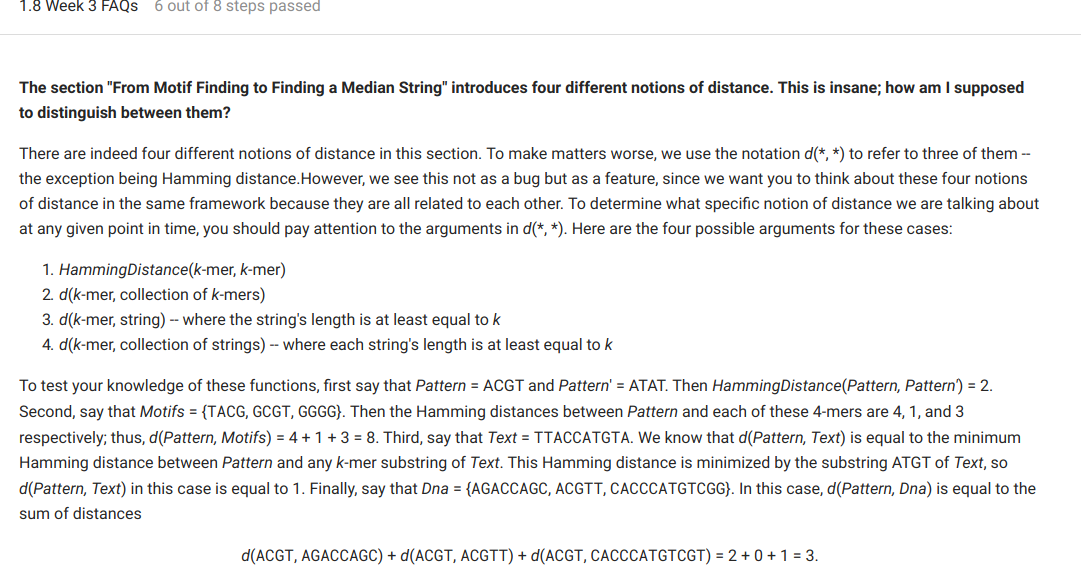 1.8 Week 3 FAQs 6 out of 8 steps passed
The section "From Motif Finding to Finding a Median String" introduces four different notions of distance. This is insane; how am I supposed
to distinguish between them?
There are indeed four different notions of distance in this section. To make matters worse, we use the notation d(*, *) to refer to three of them --
the exception being Hamming distance.However, we see this not as a bug but as a feature, since we want you to think about these four notions
of distance in the same framework because they are all related to each other. To determine what specific notion of distance we are talking about
at any given point in time, you should pay attention to the arguments in d(*, *). Here are the four possible arguments for these cases:
1. HammingDistance(k-mer, k-mer)
2. d(k-mer, collection of k-mers)
3. d(k-mer, string) -- where the string's length is at least equal to k
4. d(k-mer, collection of strings) -- where each string's length is at least equal to k
To test your knowledge of these functions, first say that Pattern = ACGT and Pattern' = ATAT. Then HammingDistance(Pattern, Pattern') = 2.
Second, say that Motifs = {TACG, GCGT, GGGG}. Then the Hamming distances between Pattern and each of these 4-mers are 4, 1, and 3
respectively; thus, d(Pattern, Motifs) = 4 + 1 + 3 = 8. Third, say that Text = TTACCATGTA. We know that d(Pattern, Text) is equal to the minimum
Hamming distance between Pattern and any k-mer substring of Text. This Hamming distance is minimized by the substring ATGT of Text, so
d(Pattern, Text) in this case is equal to 1. Finally, say that Dna = {AGACCAGC, ACGTT, CACCCATGTCGG}. In this case, d(Pattern, Dna) is equal to the
sum of distances
d(ACGT, AGACCAGC) + d(ACGT, ACGTT) + d(ACGT, CACCCATGTCGT) = 2 + 0 + 1 = 3.